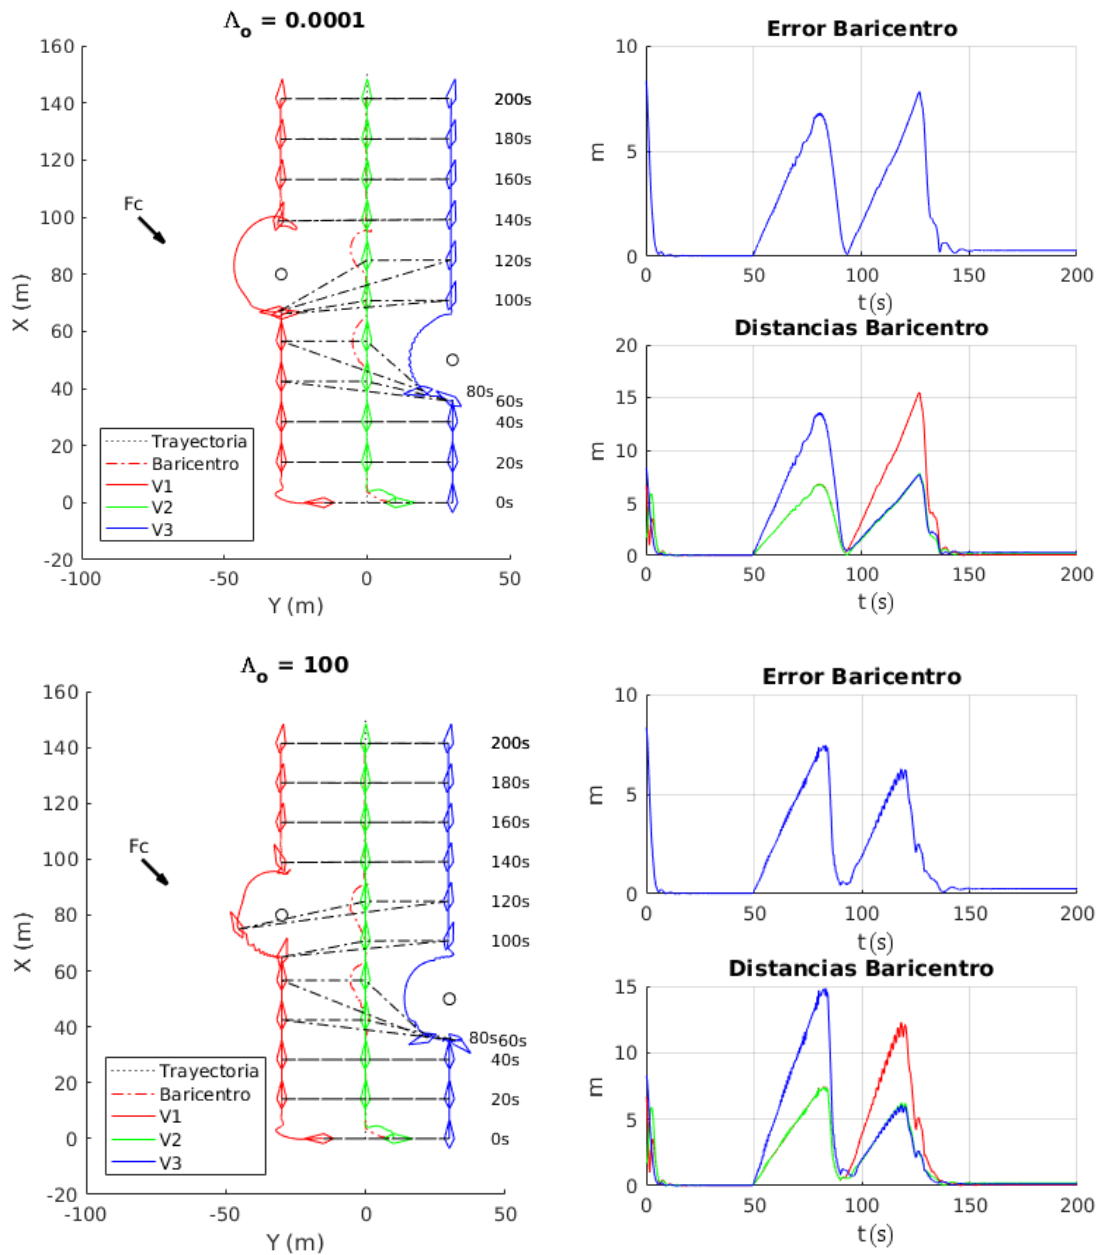 Λo = 0.0001
160
140
120
100
80
60
40
20
0
-20
X (m)
-100
-50
0
50
Y (m)
Fc
200s
180s
160s
140s
120s
100s
80s
60s
40s
20s
0s
Trayectoria
Baricentro
V1
V2
V3
Error Baricentro
10
5
0
m
0
50
100
150
200
t (s)
Distancias Baricentro
20
15
10
5
0
m
0
50
100
150
200
t (s)
Λo = 100
160
140
120
100
80
60
40
20
0
-20
X (m)
-100
-50
0
50
Y (m)
Fc
200s
180s
160s
140s
120s
100s
80s60s
40s
20s
0s
Trayectoria
Baricentro
V1
V2
V3
Error Baricentro
10
5
0
m
0
50
100
150
200
t (s)
Distancias Baricentro
15
10
5
0
m
0
50
100
150
200
t (s)